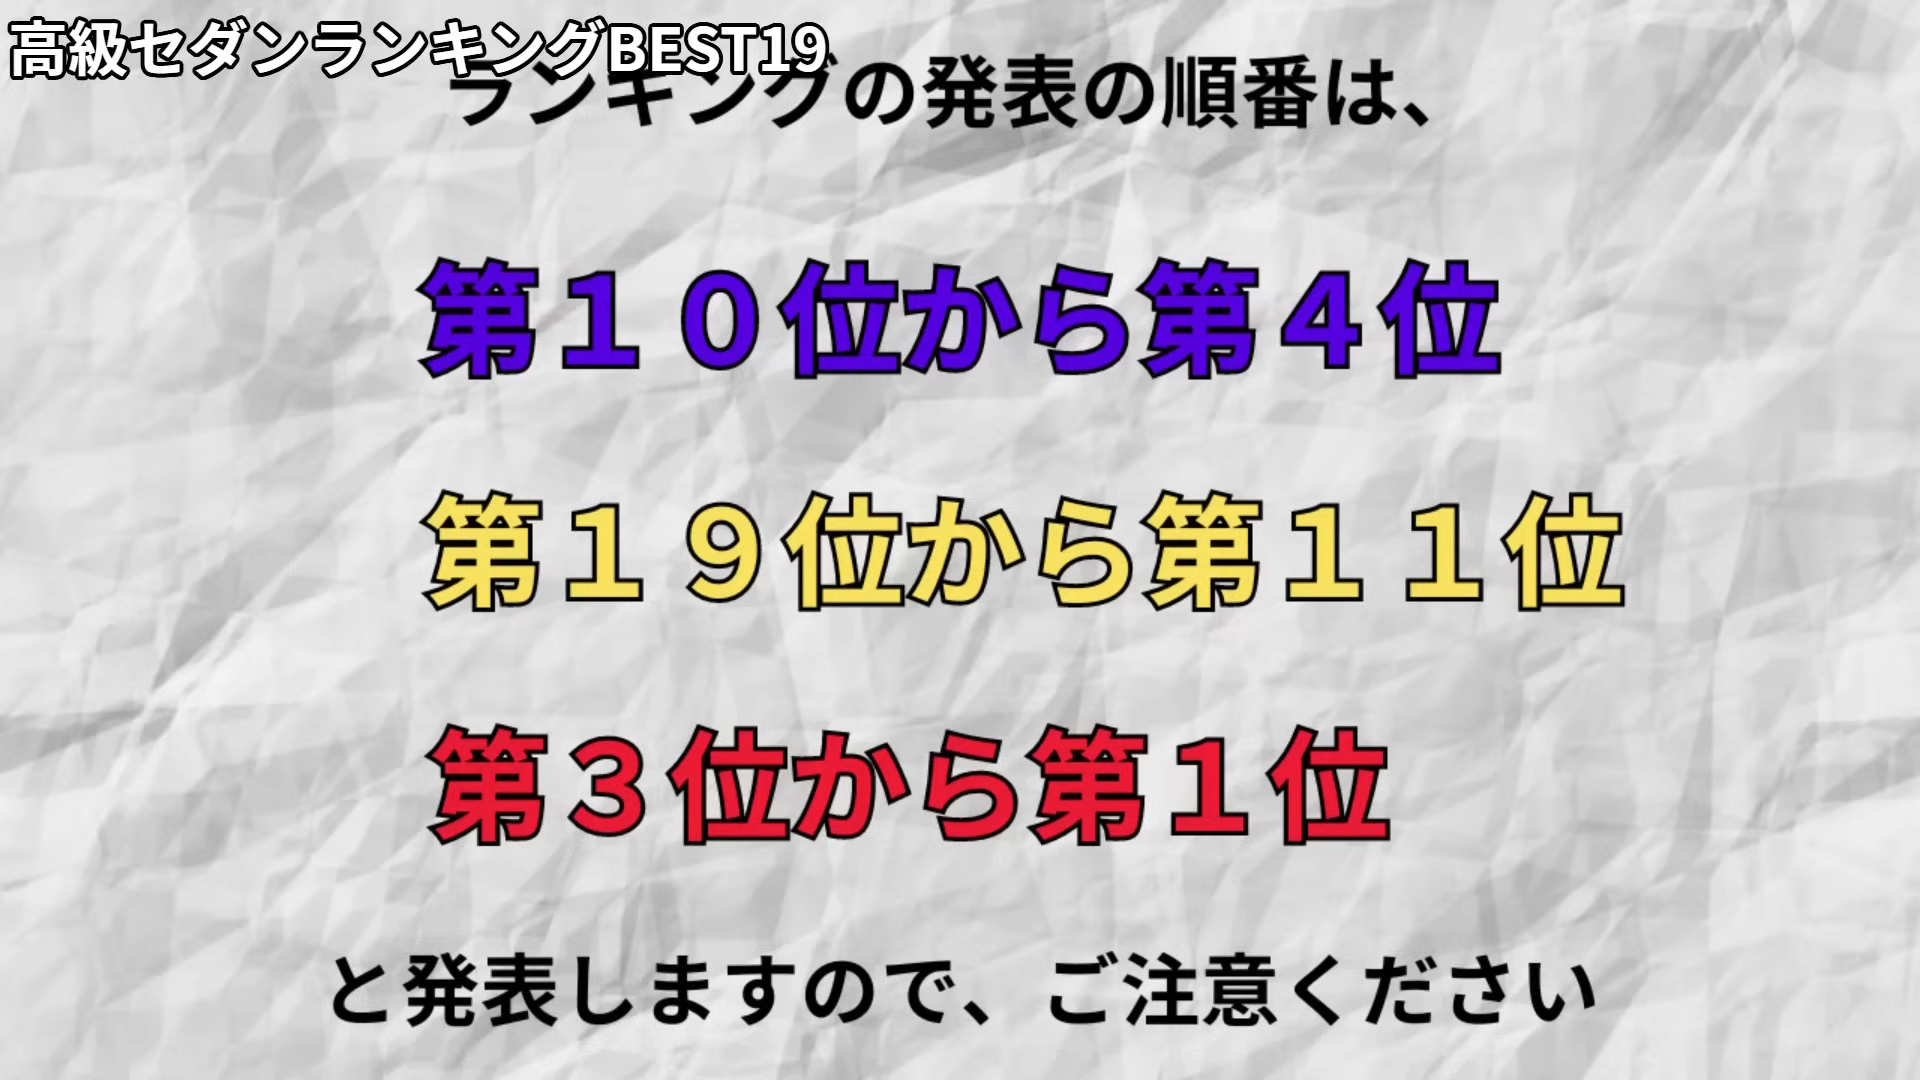 高級セダンランキングBEST19
ランキングの発表の順番は、
第１０位から第４位
第１９位から第１１位
第３位から第１位
と発表しますので、ご注意ください